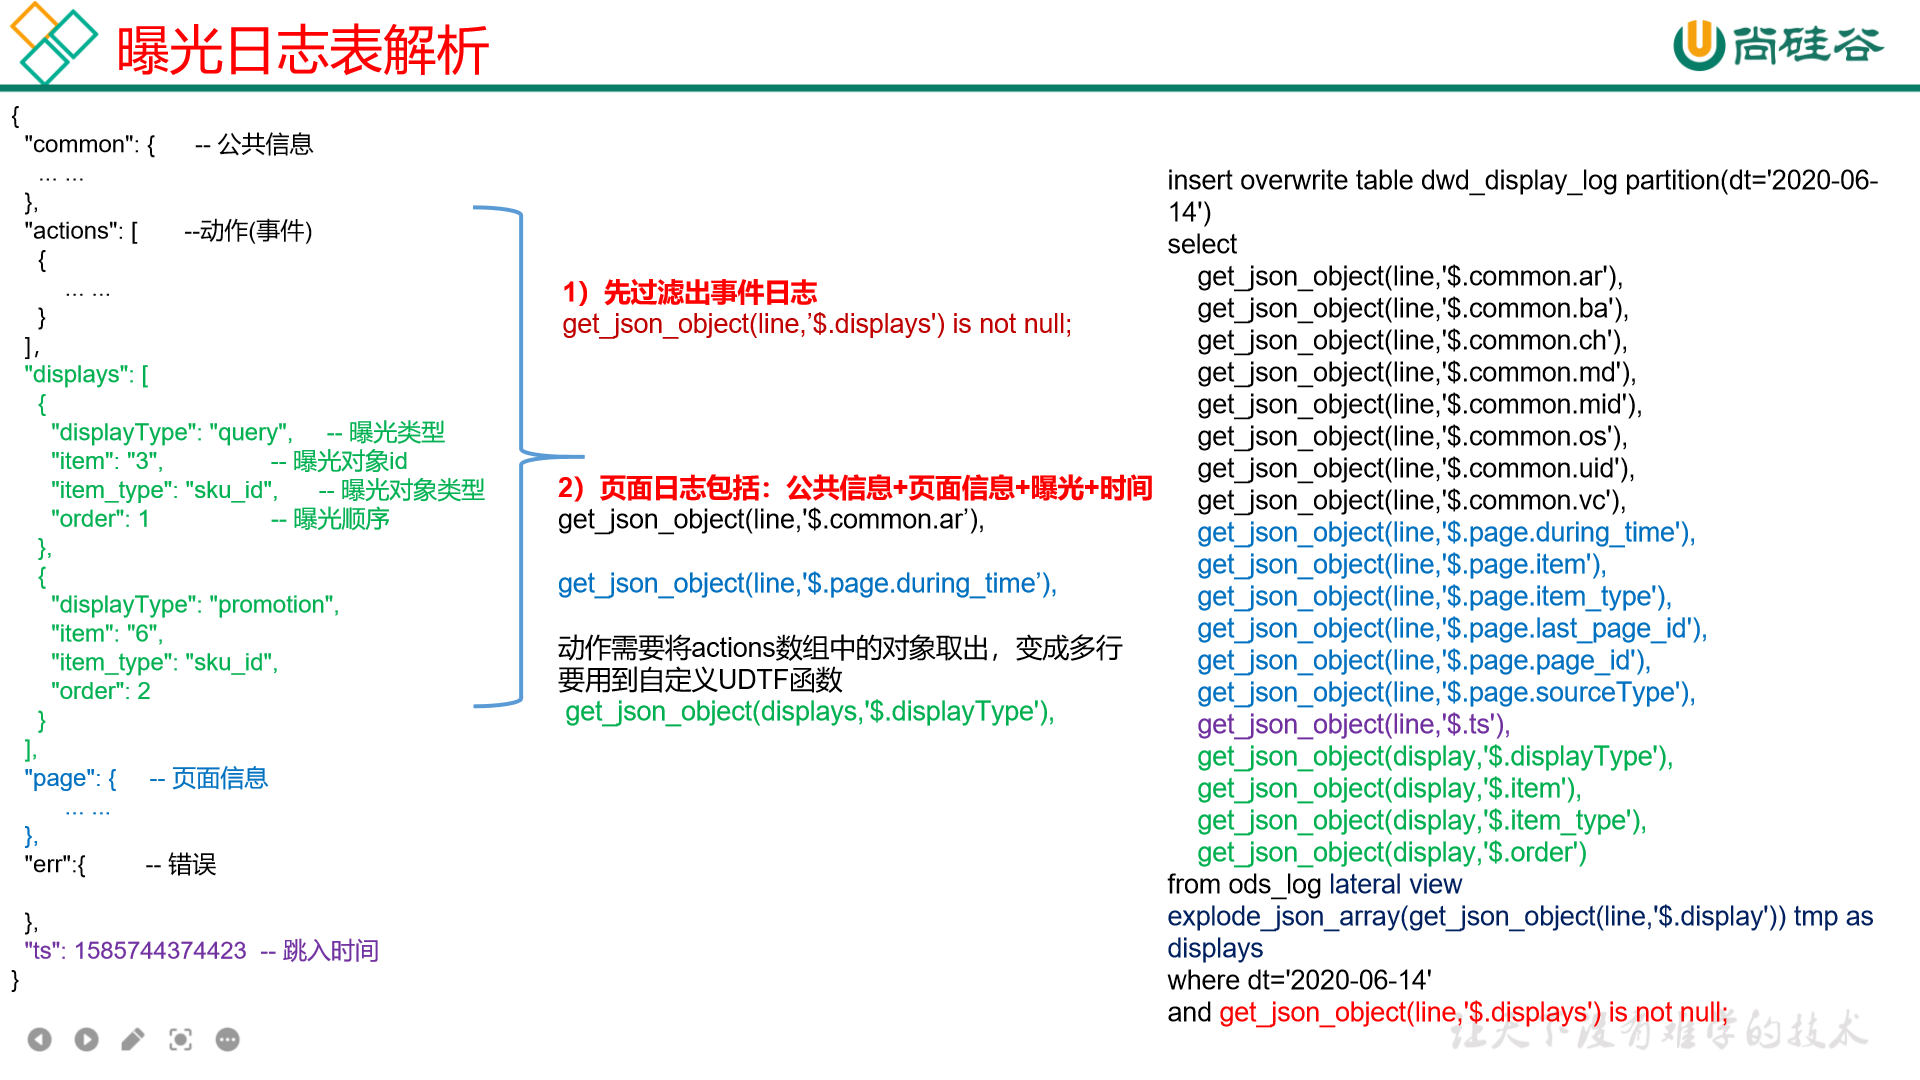 曝光日志表解析
尚硅谷
{
"common": { -- 公共信息
... ...
},
"actions": [ --动作(事件)
{
... ...
}
],
"displays": [
{
"displayType": "query", -- 曝光类型
"item": "3", -- 曝光对象id
"item_type": "sku_id", -- 曝光对象类型
"order": 1 -- 曝光顺序
},
{
"displayType": "promotion",
"item": "6",
"item_type": "sku_id",
"order": 2
}
],
"page": { -- 页面信息
... ...
},
"err":{ -- 错误
},
"ts": 1585744374423 -- 跳入时间
}
1）先过滤出事件日志
get_json_object(line,’$.displays') is not null;
2）页面日志包括：公共信息+页面信息+曝光+时间
get_json_object(line,'$.common.ar’),
get_json_object(line,'$.page.during_time’),
动作需要将actions数组中的对象取出，变成多行
要用到自定义UDTF函数
get_json_object(displays,'$.displayType'),
insert overwrite table dwd_display_log partition(dt='2020-06-
14')
select
get_json_object(line,'$.common.ar'),
get_json_object(line,'$.common.ba'),
get_json_object(line,'$.common.ch'),
get_json_object(line,'$.common.md'),
get_json_object(line,'$.common.mid'),
get_json_object(line,'$.common.os'),
get_json_object(line,'$.common.uid'),
get_json_object(line,'$.common.vc'),
get_json_object(line,'$.page.during_time'),
get_json_object(line,'$.page.item'),
get_json_object(line,'$.page.item_type'),
get_json_object(line,'$.page.last_page_id'),
get_json_object(line,'$.page.page_id'),
get_json_object(line,'$.page.sourceType'),
get_json_object(line,'$.ts'),
get_json_object(display,'$.displayType'),
get_json_object(display,'$.item'),
get_json_object(display,'$.item_type'),
get_json_object(display,'$.order')
from ods_log lateral view
explode_json_array(get_json_object(line,'$.display')) tmp as
displays
where dt='2020-06-14'
and get_json_object(line,'$.displays') is not null;
让天下没有难学的技术